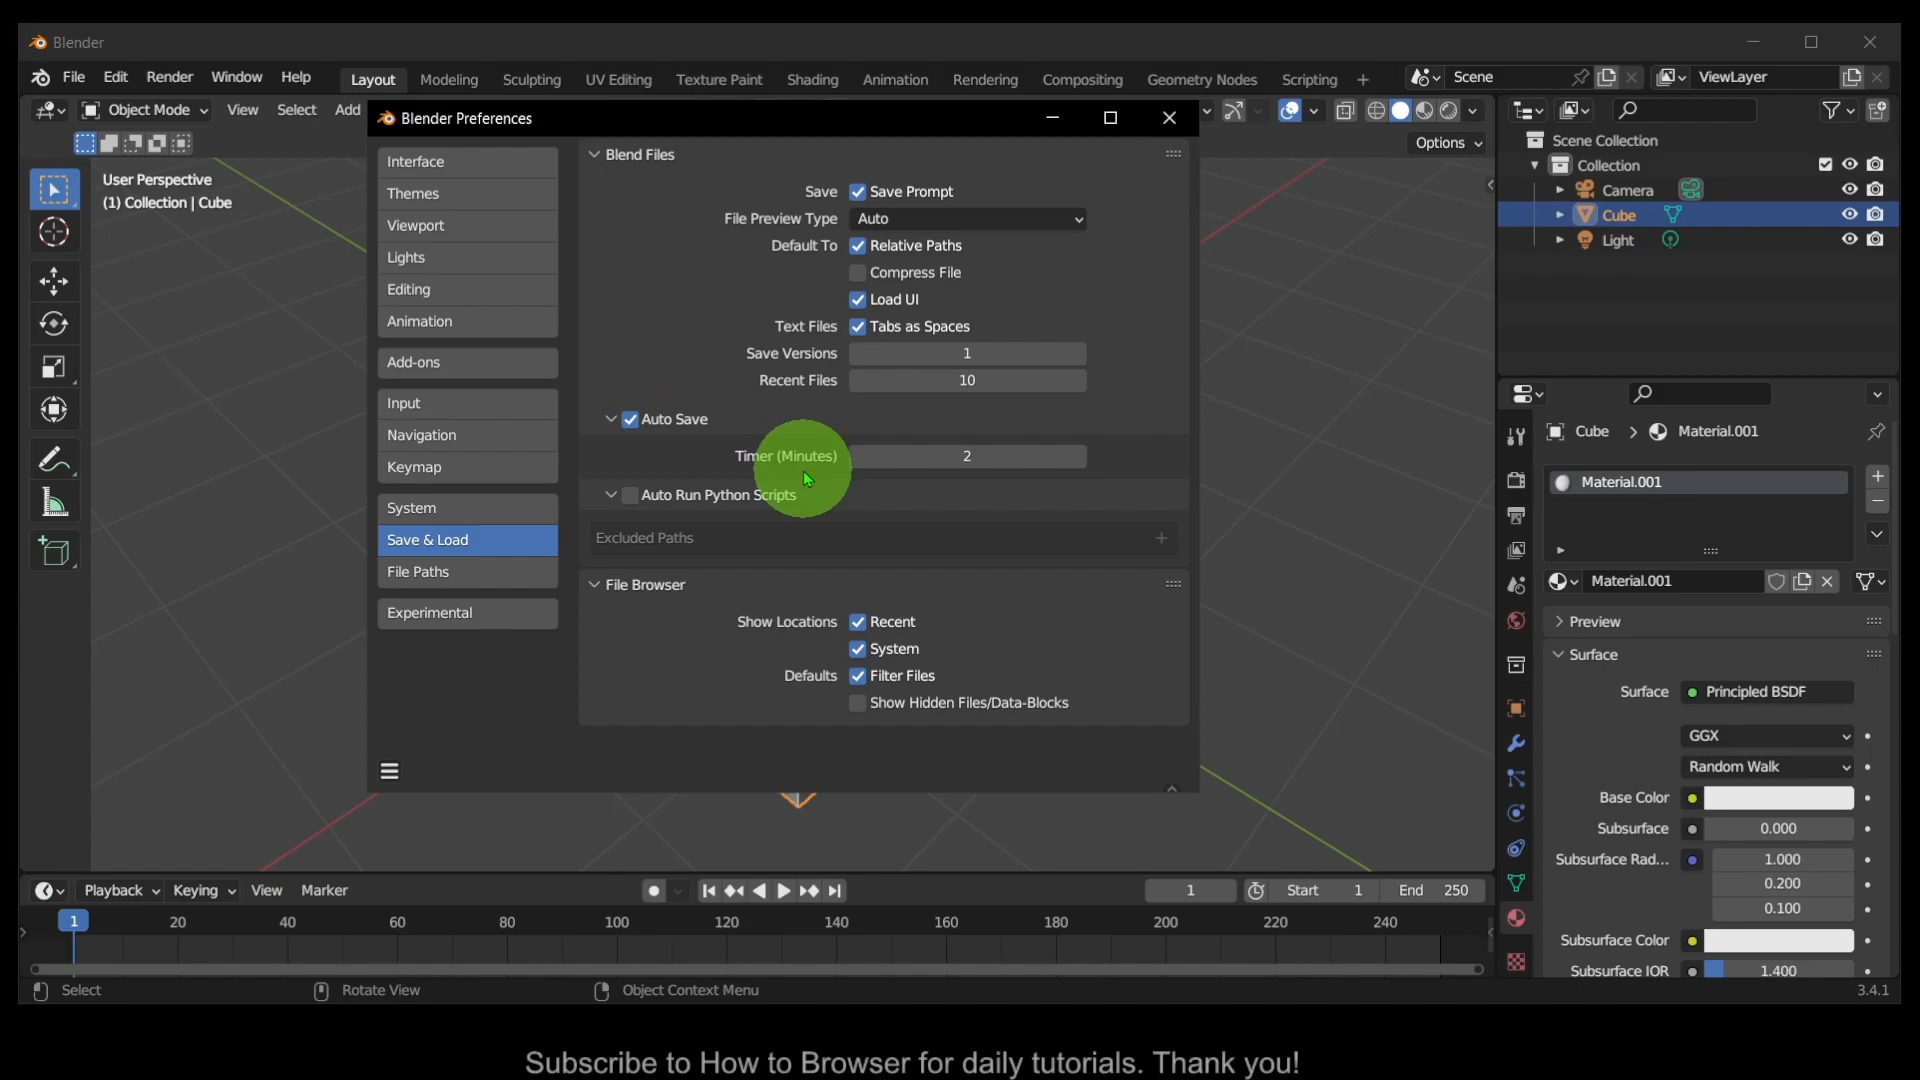 Blender
File Edit Render Window Help Layout Modeling Sculpting UV Editing Texture Paint Shading Animation Rendering Compositing Geometry Nodes Scripting + Scene ViewLayer
Object Mode View Select Add
Options
User Perspective
(1) Collection | Cube
Blender Preferences
Interface
Themes
Viewport
Lights
Editing
Animation
Add-ons
Input
Navigation
Keymap
System
Save & Load
File Paths
Experimental
Blend Files
Save Save Prompt
File Preview Type Auto
Default To Relative Paths
Compress File
Load UI
Text Files Tabs as Spaces
Save Versions 1
Recent Files 10
Auto Save
Timer (Minutes) 2
Auto Run Python Scripts
Excluded Paths +
File Browser
Show Locations Recent
System
Defaults Filter Files
Show Hidden Files/Data-Blocks
Scene Collection
Collection
Camera
Cube
Light
Cube > Material.001
Material.001
Material.001
Preview
Surface
Surface Principled BSDF
GGX
Random Walk
Base Color
Subsurface 0.000
Subsurface Rad... 1.000
0.200
0.100
Subsurface Color
Subsurface IOR 1.400
Playback Keying View Marker 1 Start 1 End 250
1 20 40 60 80 100 120 140 160 180 200 220 240
Select Rotate View Object Context Menu 3.4.1
Subscribe to How to Browser for daily tutorials. Thank you!